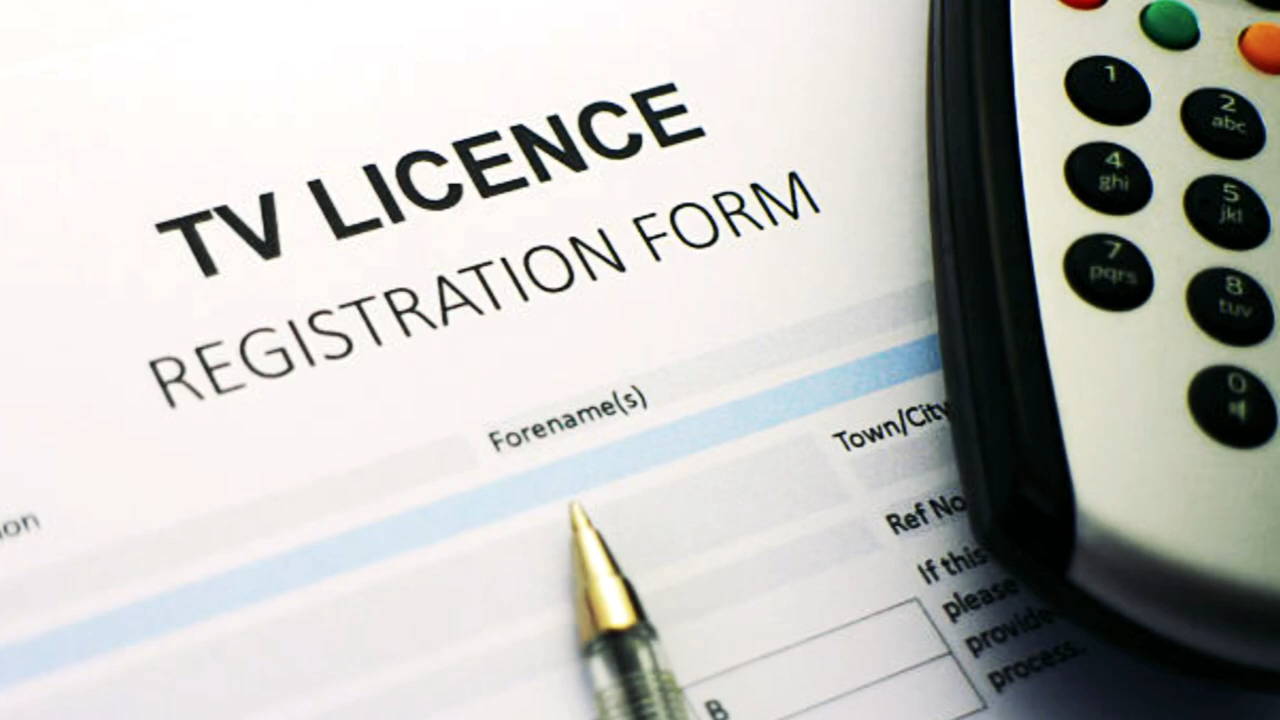 TV LICENCE
REGISTRATION FORM
Forename(s)
Town/City
Ref No
If this
please
provide
process.
B
1
2
abc
4
ghi
5
jkl
7
pqrs
8
tuv
0